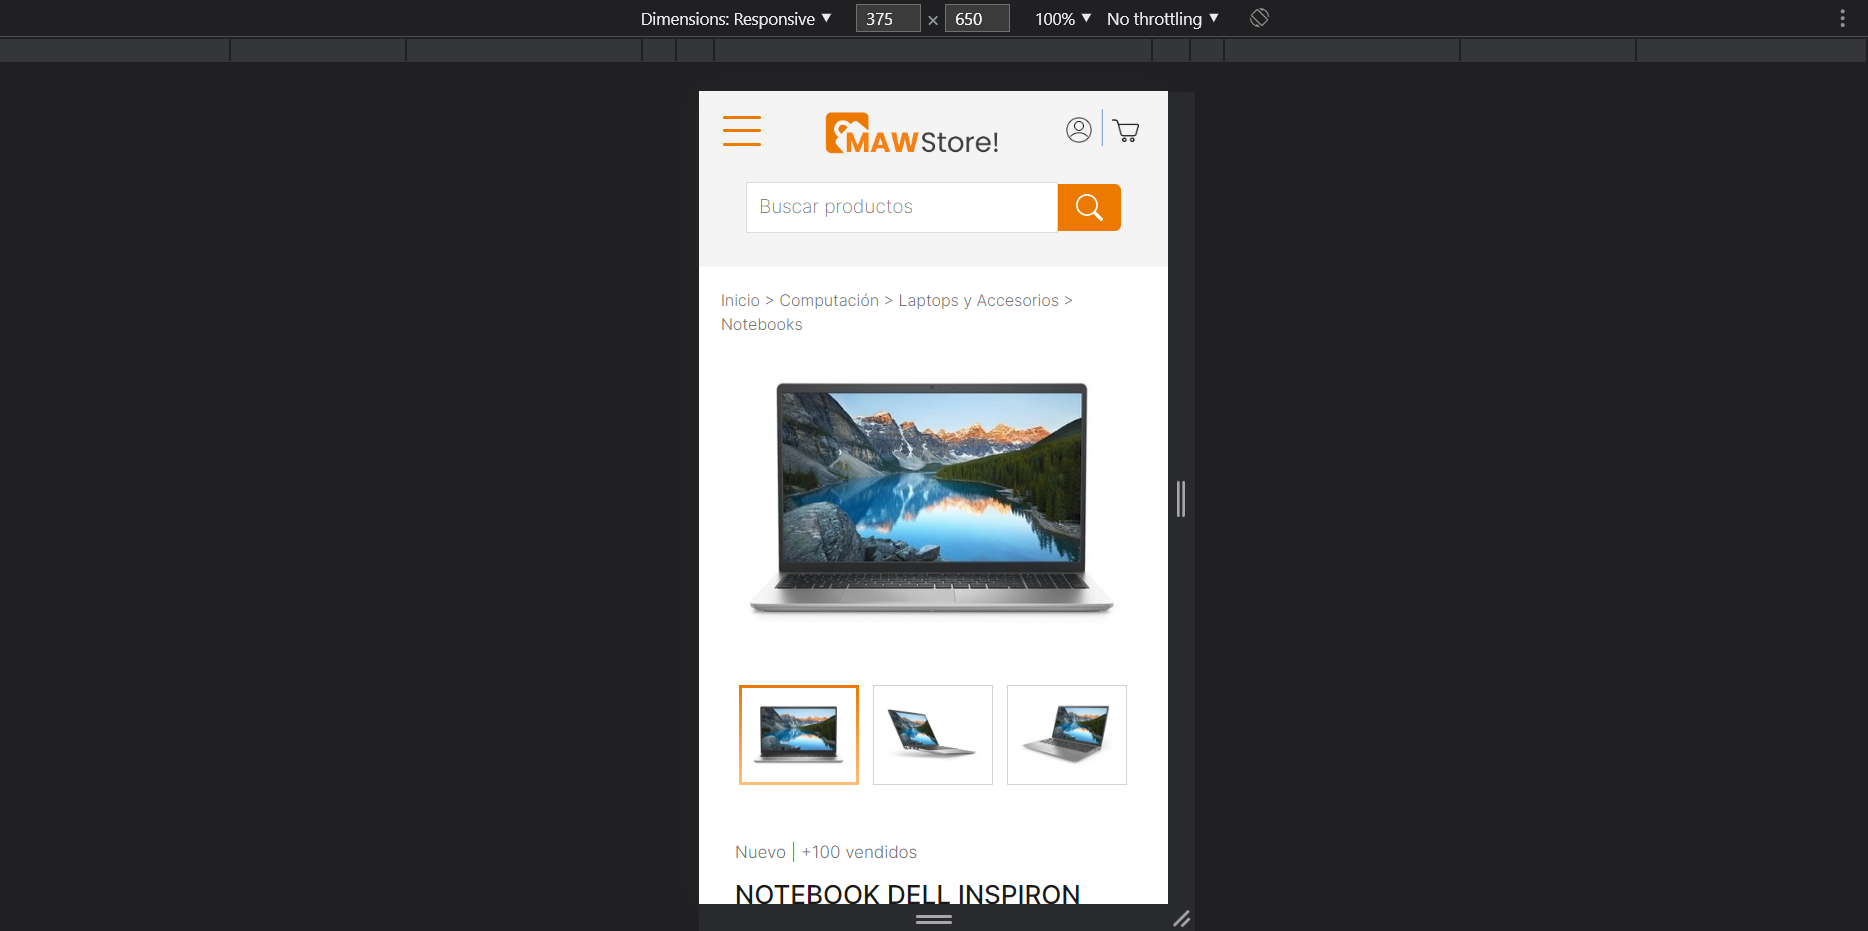 Dimensions: Responsive ▼ 375 × 650 100% ▼ No throttling ▼
MAW Store!
Buscar productos
Inicio > Computación > Laptops y Accesorios >
Notebooks
Nuevo | +100 vendidos
NOTEBOOK DELL INSPIRON